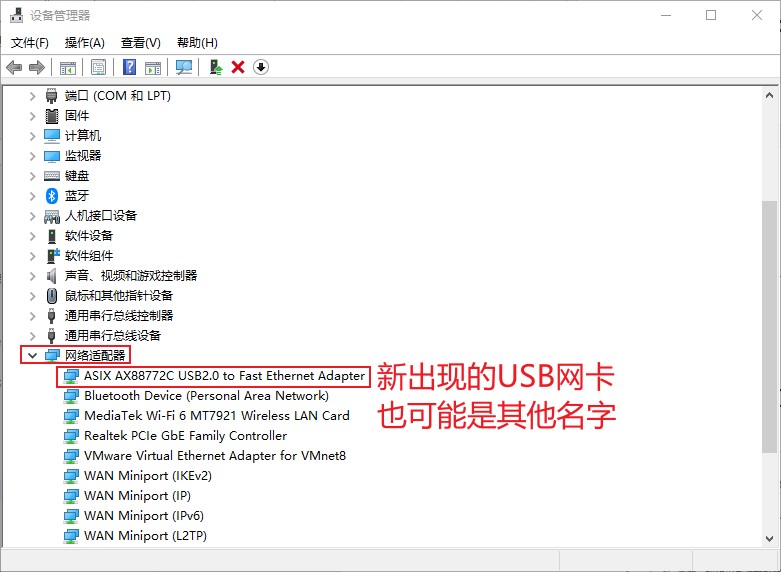 设备管理器
文件(F) 操作(A) 查看(V) 帮助(H)
端口 (COM 和 LPT)
固件
计算机
监视器
键盘
蓝牙
人机接口设备
软件设备
软件组件
声音、视频和游戏控制器
鼠标和其他指针设备
通用串行总线控制器
通用串行总线设备
网络适配器
ASIX AX88772C USB2.0 to Fast Ethernet Adapter
新出现的USB网卡
Bluetooth Device (Personal Area Network)
也可能是其他名字
MediaTek Wi-Fi 6 MT7921 Wireless LAN Card
Realtek PCIe GbE Family Controller
VMware Virtual Ethernet Adapter for VMnet8
WAN Miniport (IKEv2)
WAN Miniport (IP)
WAN Miniport (IPv6)
WAN Miniport (L2TP)